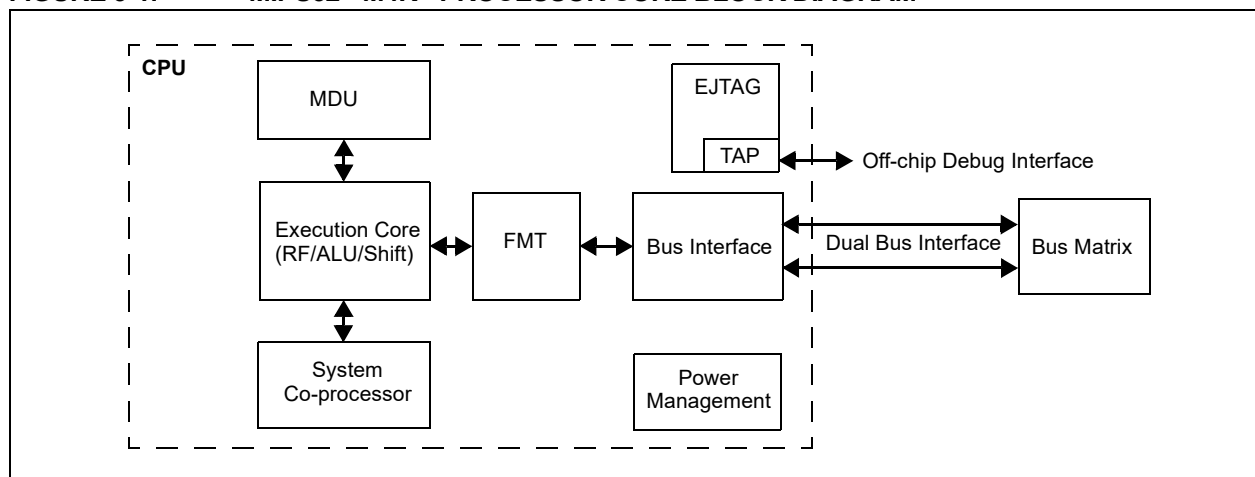 CPU
MDU
EJTAG
TAP
Off-chip Debug Interface
Execution Core
(RF/ALU/Shift)
FMT
Bus Interface
Dual Bus Interface
Bus Matrix
System
Co-processor
Power
Management